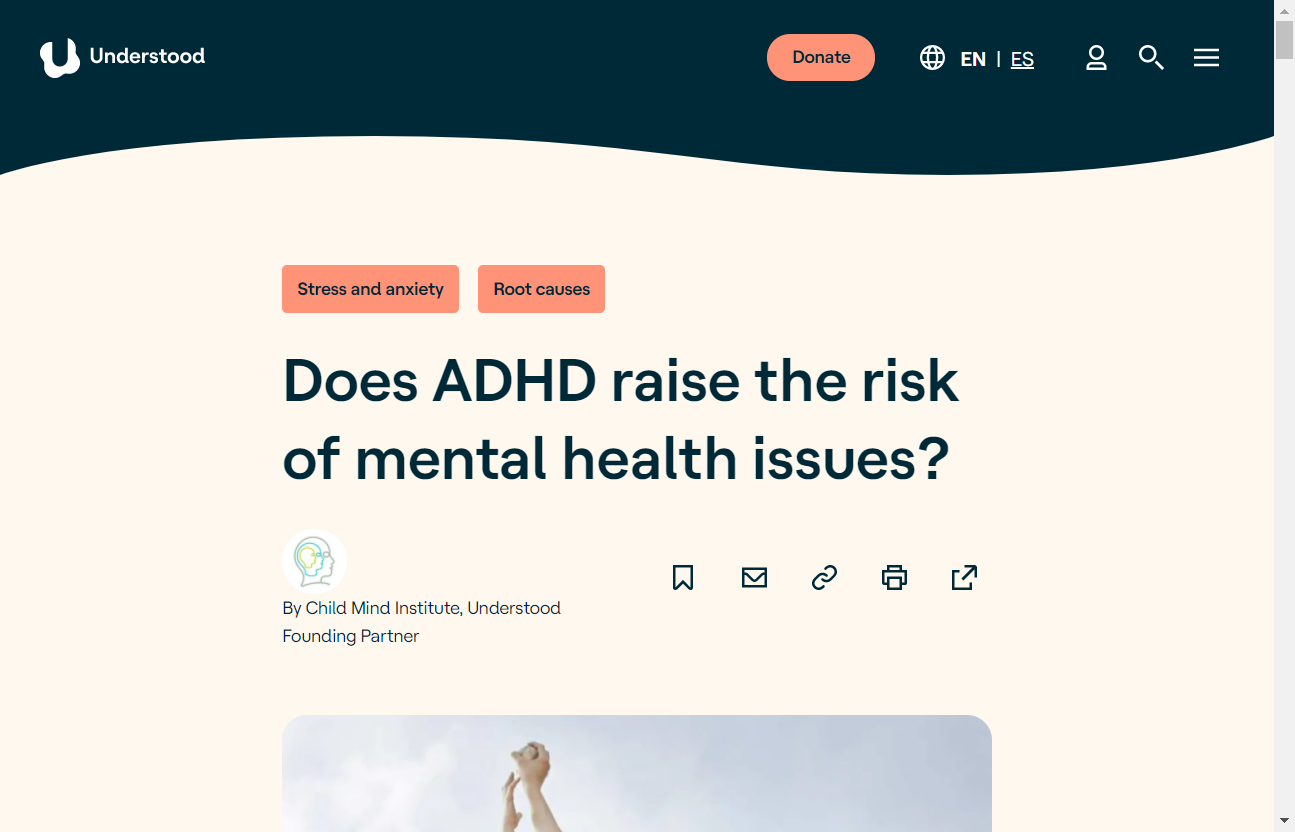 Understood
Donate
EN | ES
Stress and anxiety
Root causes
Does ADHD raise the risk
of mental health issues?
By Child Mind Institute, Understood
Founding Partner